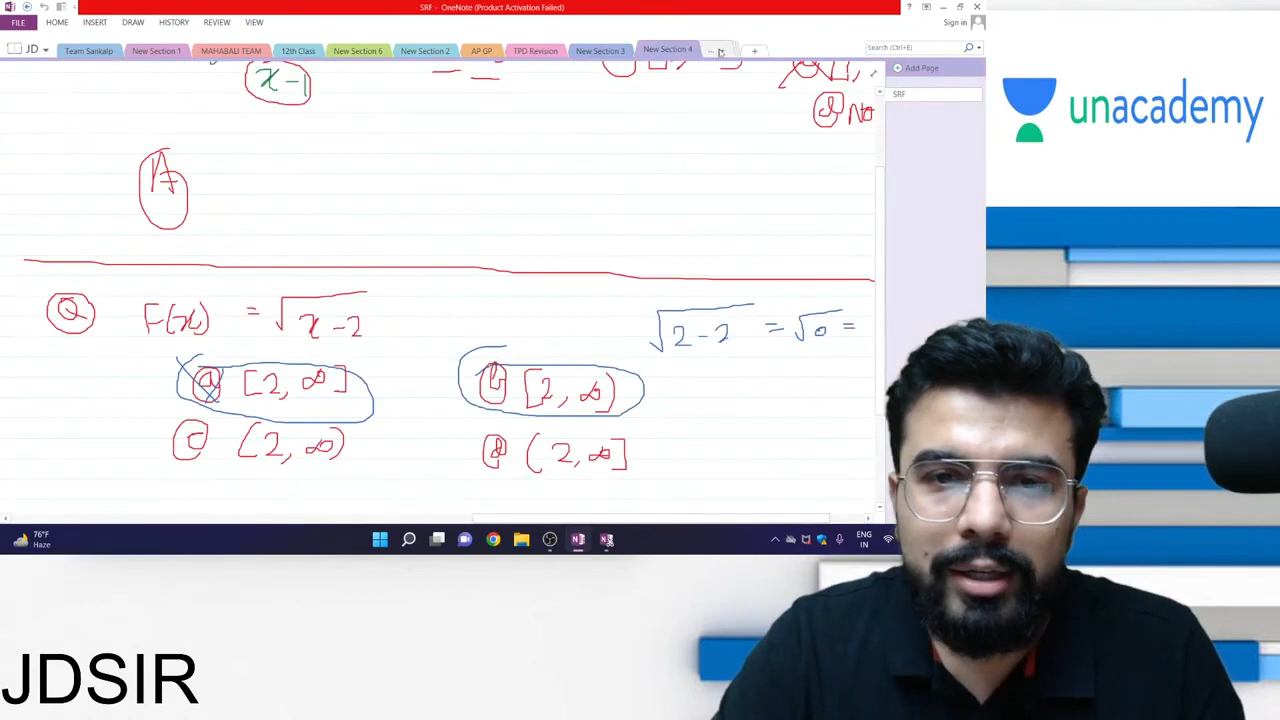 SRF - OneNote (Product Activation Failed)
FILE HOME INSERT DRAW HISTORY REVIEW VIEW
Sign in
JD
Team Sankalp New Section 1 MAHABALI TEAM 12th Class New Section 6 New Section 2 AP GP TPD Revision New Section 3 New Section 4 ... +
Search (Ctrl+E)
Add Page
SRF
x-1
d No
A
unacademy
Q F(x) = √x-2
√2-2 = √0 =
a [2, ∞]
b [2, ∞)
c (2, ∞)
d (2, ∞]
76°F
Haze
ENG
IN
JDSIR